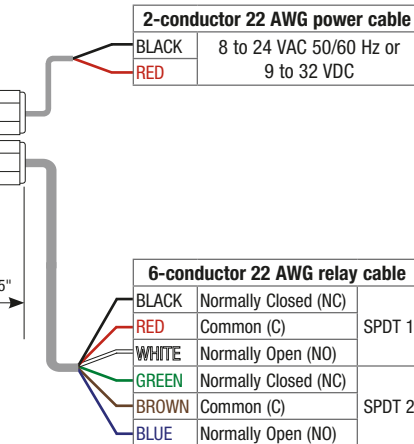 2-conductor 22 AWG power cable
BLACK 8 to 24 VAC 50/60 Hz or
RED 9 to 32 VDC
5"
6-conductor 22 AWG relay cable
BLACK Normally Closed (NC)
RED Common (C) SPDT 1
WHITE Normally Open (NO)
GREEN Normally Closed (NC)
BROWN Common (C) SPDT 2
BLUE Normally Open (NO)